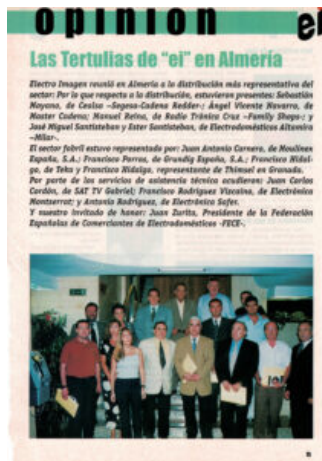 opinion
ei
Las Tertulias de "ei" en Almería
Electro Imagen reunió en Almería a la distribución más representativa del
sector: Por lo que respecta a la distribución, estuvieron presentes: Sebastián
Moyano, de Cealsa -Segesa-Cadena Redder-; Ángel Vicente Navarro, de
Master Cadena; Manuel Reina, de Radio Tránico Cruz -Family Shops-; y
José Miguel Santisteban y Ester Santisteban, de Electrodomésticos Altamira
-Milar-.
El sector fabril estuvo representado por: Juan Antonio Carnero, de Moulinex
España, S.A.; Francisco Porras, de Grundig España, S.A.; Francisco Hidal-
go, de Teka y Francisco Hidalgo, representante de Thimsel en Granada.
Por parte de los servicios de asistencia técnica acudieron: Juan Carlos
Cordón, de SAT TV Gabriel; Francisco Rodríguez Vizcaíno, de Electrónica
Montserrat; y Antonio Rodríguez, de Electrónica Safer.
Y nuestro invitado de honor: Juan Zurita, Presidente de la Federación
Españolas de Comerciantes de Electrodomésticos -FECE-.